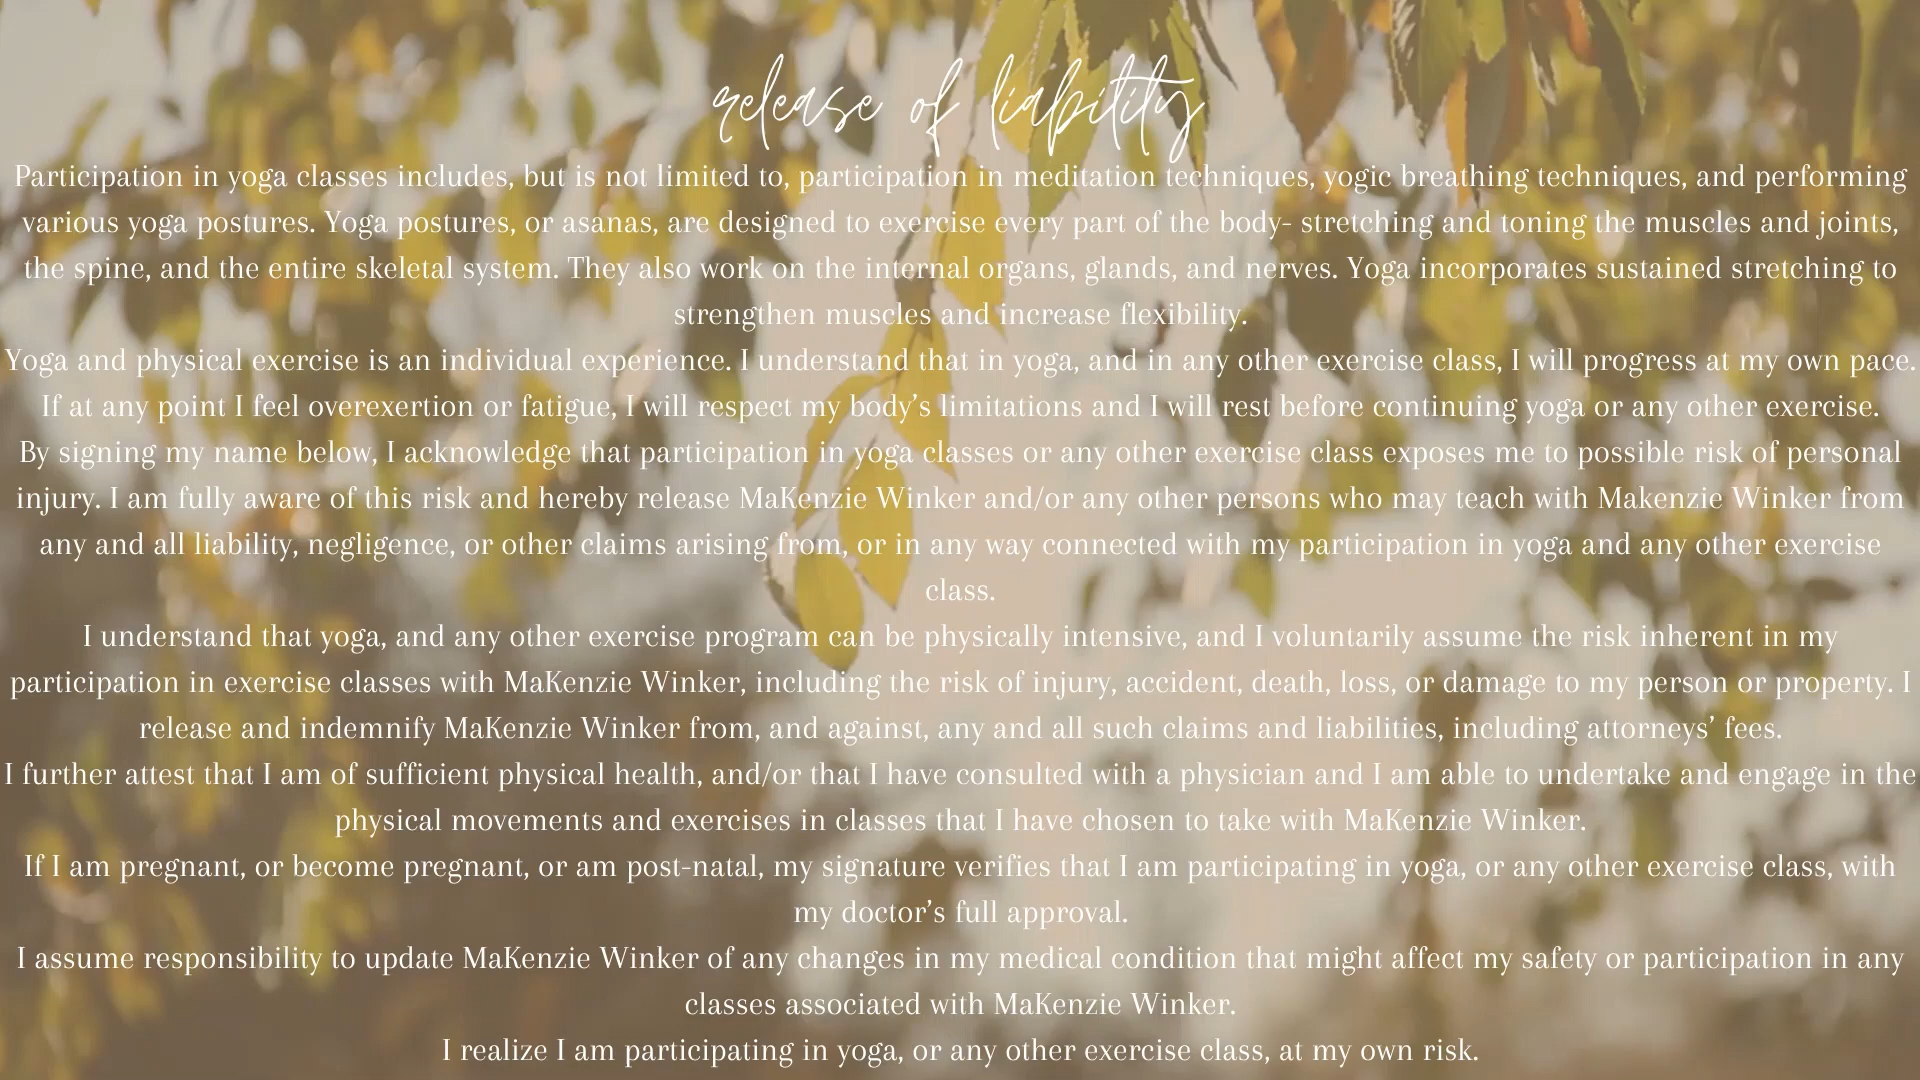 release of liability
Participation in yoga classes includes, but is not limited to, participation in meditation techniques, yogic breathing techniques, and performing
various yoga postures. Yoga postures, or asanas, are designed to exercise every part of the body- stretching and toning the muscles and joints,
the spine, and the entire skeletal system. They also work on the internal organs, glands, and nerves. Yoga incorporates sustained stretching to
strengthen muscles and increase flexibility.
Yoga and physical exercise is an individual experience. I understand that in yoga, and in any other exercise class, I will progress at my own pace.
If at any point I feel overexertion or fatigue, I will respect my body’s limitations and I will rest before continuing yoga or any other exercise.
By signing my name below, I acknowledge that participation in yoga classes or any other exercise class exposes me to possible risk of personal
injury. I am fully aware of this risk and hereby release MaKenzie Winker and/or any other persons who may teach with Makenzie Winker from
any and all liability, negligence, or other claims arising from, or in any way connected with my participation in yoga and any other exercise
class.
I understand that yoga, and any other exercise program can be physically intensive, and I voluntarily assume the risk inherent in my
participation in exercise classes with MaKenzie Winker, including the risk of injury, accident, death, loss, or damage to my person or property. I
release and indemnify MaKenzie Winker from, and against, any and all such claims and liabilities, including attorneys’ fees.
I further attest that I am of sufficient physical health, and/or that I have consulted with a physician and I am able to undertake and engage in the
physical movements and exercises in classes that I have chosen to take with MaKenzie Winker.
If I am pregnant, or become pregnant, or am post-natal, my signature verifies that I am participating in yoga, or any other exercise class, with
my doctor’s full approval.
I assume responsibility to update MaKenzie Winker of any changes in my medical condition that might affect my safety or participation in any
classes associated with MaKenzie Winker.
I realize I am participating in yoga, or any other exercise class, at my own risk.